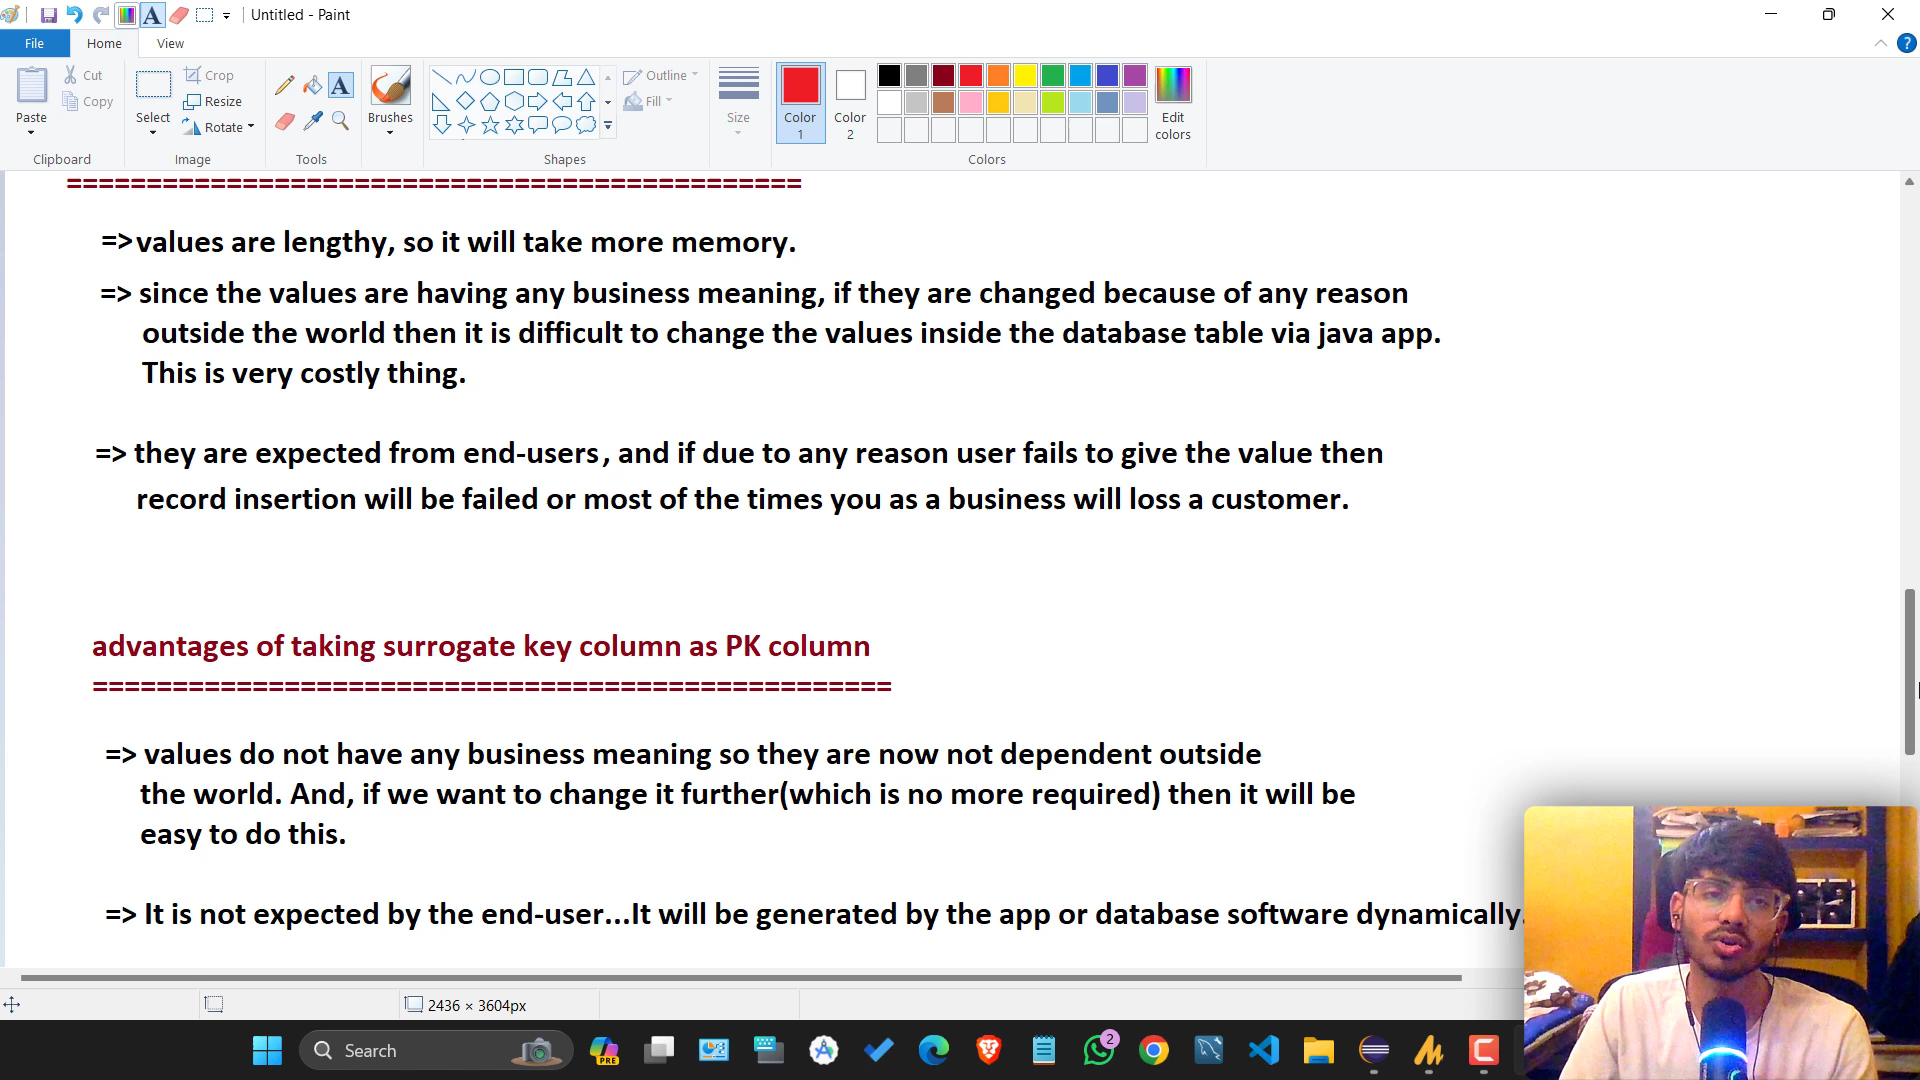 Untitled - Paint
File
Home
View
Paste
Cut
Copy
Clipboard
Select
Crop
Resize
Rotate
Image
A
Tools
Brushes
Shapes
Outline
Fill
Size
Color 1
Color 2
Edit colors
Colors
==============================================
=>values are lengthy, so it will take more memory.
=> since the values are having any business meaning, if they are changed because of any reason
outside the world then it is difficult to change the values inside the database table via java app.
This is very costly thing.
=> they are expected from end-users, and if due to any reason user fails to give the value then
record insertion will be failed or most of the times you as a business will loss a customer.
advantages of taking surrogate key column as PK column
==================================================
=> values do not have any business meaning so they are now not dependent outside
the world. And, if we want to change it further(which is no more required) then it will be
easy to do this.
=> It is not expected by the end-user...It will be generated by the app or database software dynamically.
2436 × 3604px
Search
PRE
2